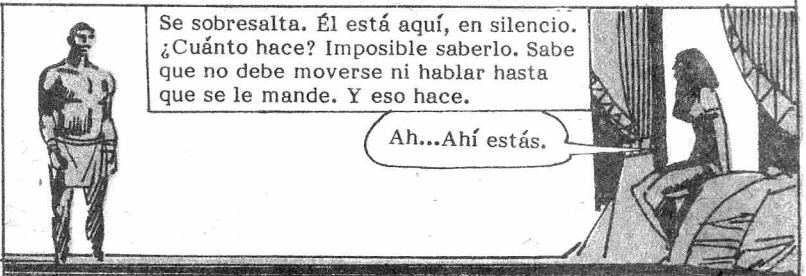 Se sobresalta. Él está aquí, en silencio.
¿Cuánto hace? Imposible saberlo. Sabe
que no debe moverse ni hablar hasta
que se le mande. Y eso hace.
Ah...Ahí estás.